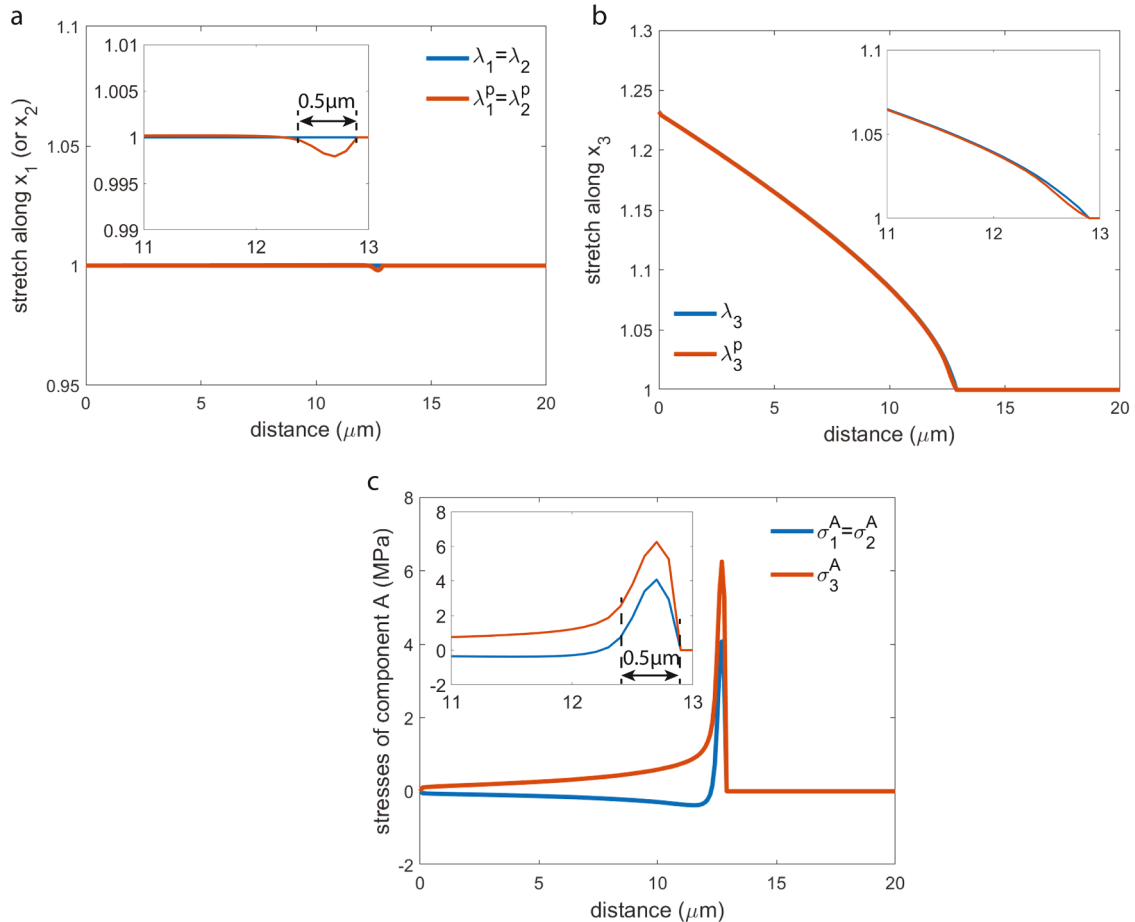 a
1.1
1.05
1
0.95
stretch along x₁ (or x₂)
0 5 10 15 20
distance (μm)
λ₁=λ₂
λ₁ᵖ=λ₂ᵖ
1.01
1.005
1
0.995
0.99
11 12 13
0.5μm
b
1.3
1.25
1.2
1.15
1.1
1.05
1
stretch along x₃
0 5 10 15 20
distance (μm)
λ₃
λ₃ᵖ
1.1
1.05
1
11 12 13
c
8
6
4
2
0
-2
stresses of component A (MPa)
0 5 10 15 20
distance (μm)
σ₁ᴬ=σ₂ᴬ
σ₃ᴬ
8
6
4
2
0
-2
11 12 13
0.5μm